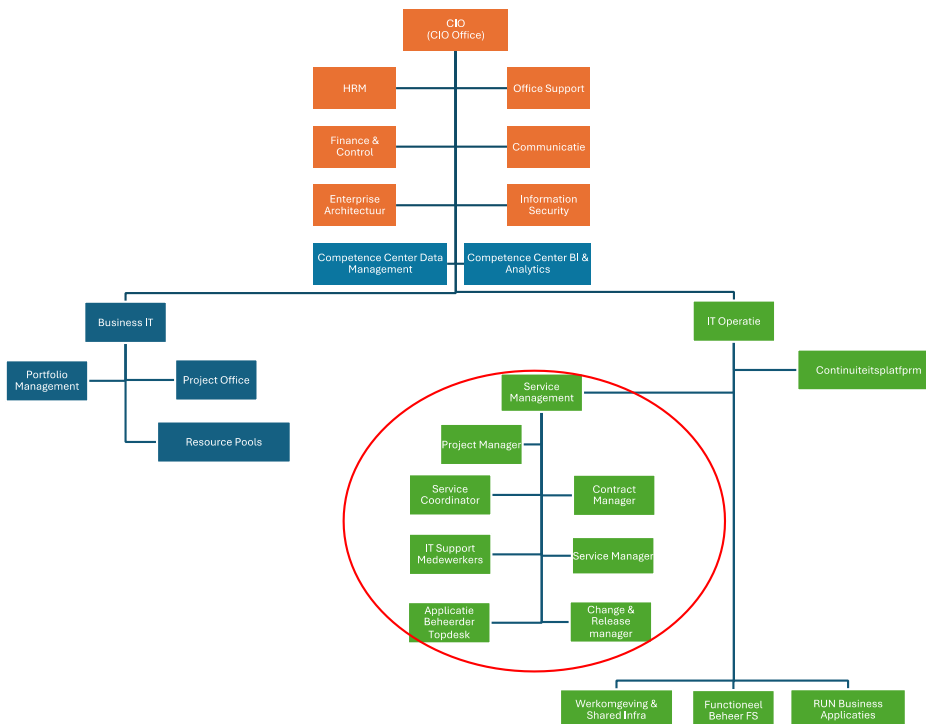 CIO
(CIO Office)
HRM
Office Support
Finance &
Control
Communicatie
Enterprise
Architectuur
Information
Security
Competence Center Data
Management
Competence Center BI &
Analytics
Business IT
IT Operatie
Portfolio
Management
Project Office
Continuiteitsplatfprm
Resource Pools
Service
Management
Project Manager
Service
Coordinator
Contract
Manager
IT Support
Medewerkers
Service Manager
Applicatie
Beheerder
Topdesk
Change &
Release
manager
Werkomgeving &
Shared Infra
Functioneel
Beheer FS
RUN Business
Applicaties